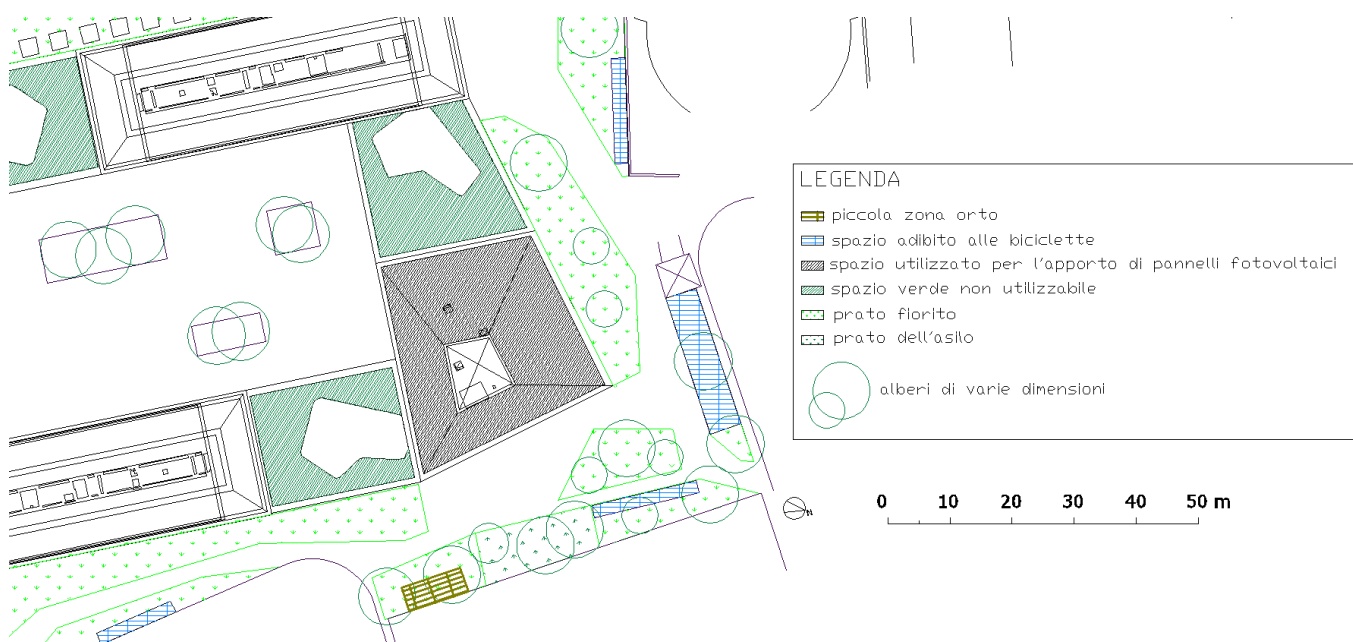 LEGENDA
piccola zona orto
spazio adibito alle biciclette
spazio utilizzato per l'apporto di pannelli fotovoltaici
spazio verde non utilizzabile
prato fiorito
prato dell'asilo
alberi di varie dimensioni
N
0 10 20 30 40 50 m